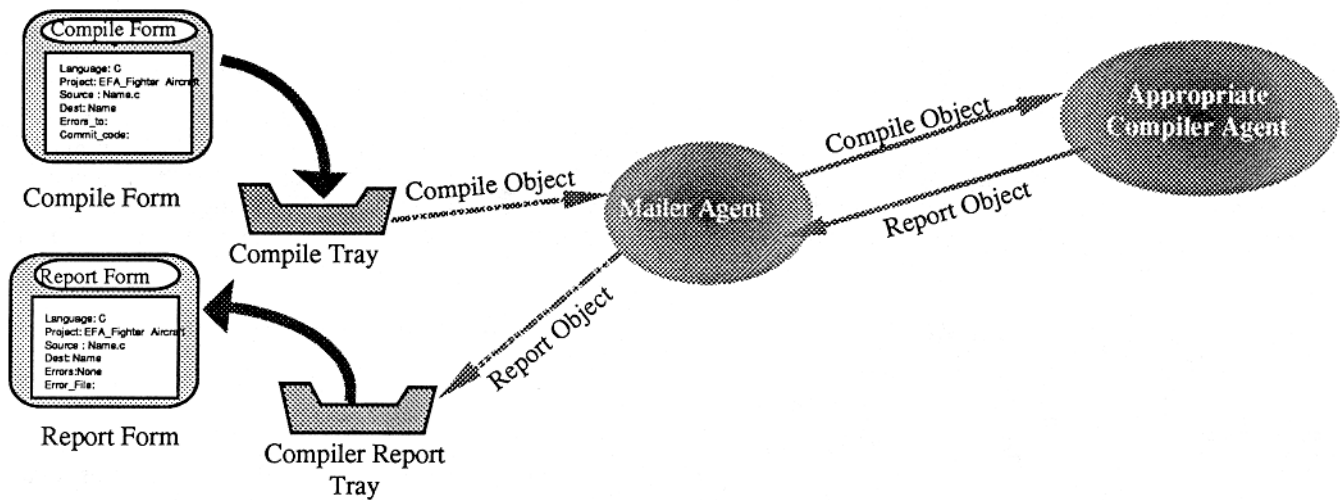 Compile Form
Language: C
Project: EFA_Fighter Aircraft
Source : Name.c
Dest: Name
Errors_to:
Commit_code:
Compile Form
Compile Tray
Compile Object
Mailer Agent
Compile Object
Appropriate
Compiler Agent
Report Object
Report Object
Report Form
Language: C
Project: EFA_Fighter Aircraft
Source : Name.c
Dest: Name
Errors:None
Error_File:
Report Form
Compiler Report
Tray